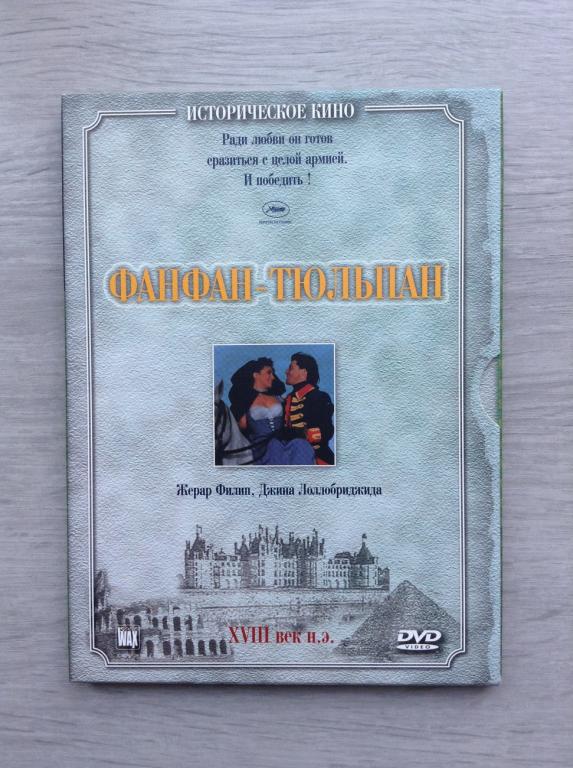 ИСТОРИЧЕСКОЕ КИНО
Ради любви он готов
сразиться с целой армией.
И победить !
ФАНФАН-ТЮЛЬПАН
Жерар Филип, Джина Лоллобриджида
XVIII век н.э.
WAX
DVD
VIDEO